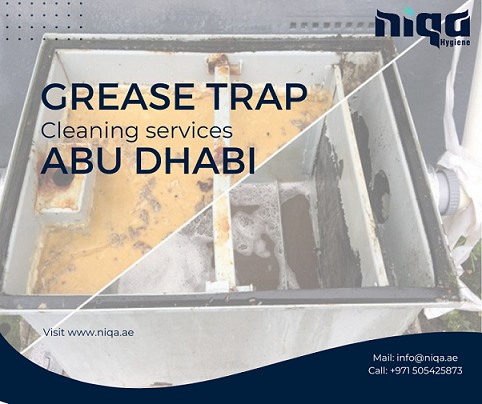 niqa
Hygiene
GREASE TRAP
Cleaning services
ABU DHABI
Visit www.niqa.ae
Mail: info@niqa.ae
Call: +971 505425873